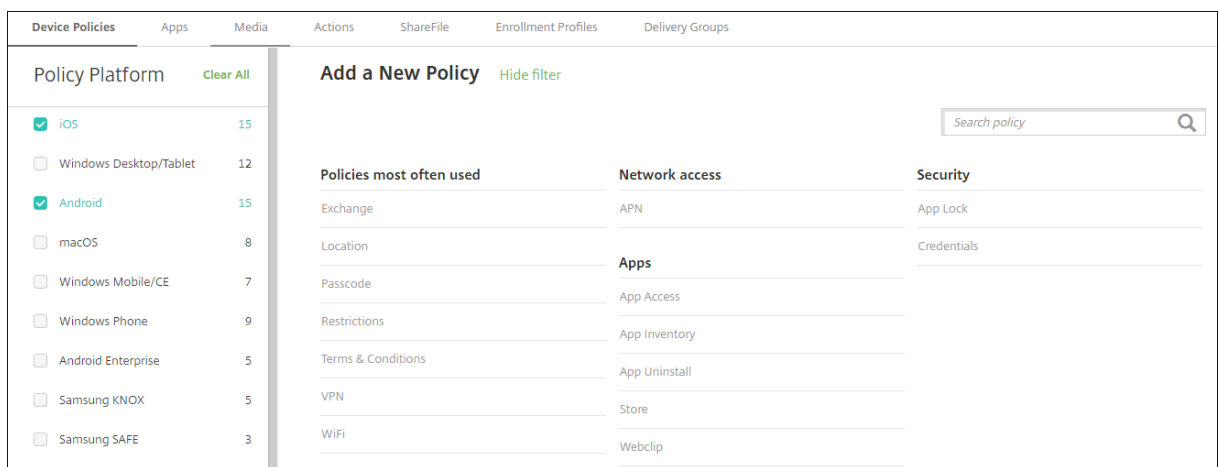 Device Policies Apps Media Actions ShareFile Enrollment Profiles Delivery Groups
Policy Platform Clear All
iOS 15
Windows Desktop/Tablet 12
Android 15
macOS 8
Windows Mobile/CE 7
Windows Phone 9
Android Enterprise 5
Samsung KNOX 5
Samsung SAFE 3
Add a New Policy Hide filter
Search policy
Policies most often used
Exchange
Location
Passcode
Restrictions
Terms & Conditions
VPN
WiFi
Network access
APN
Apps
App Access
App Inventory
App Uninstall
Store
Webclip
Security
App Lock
Credentials